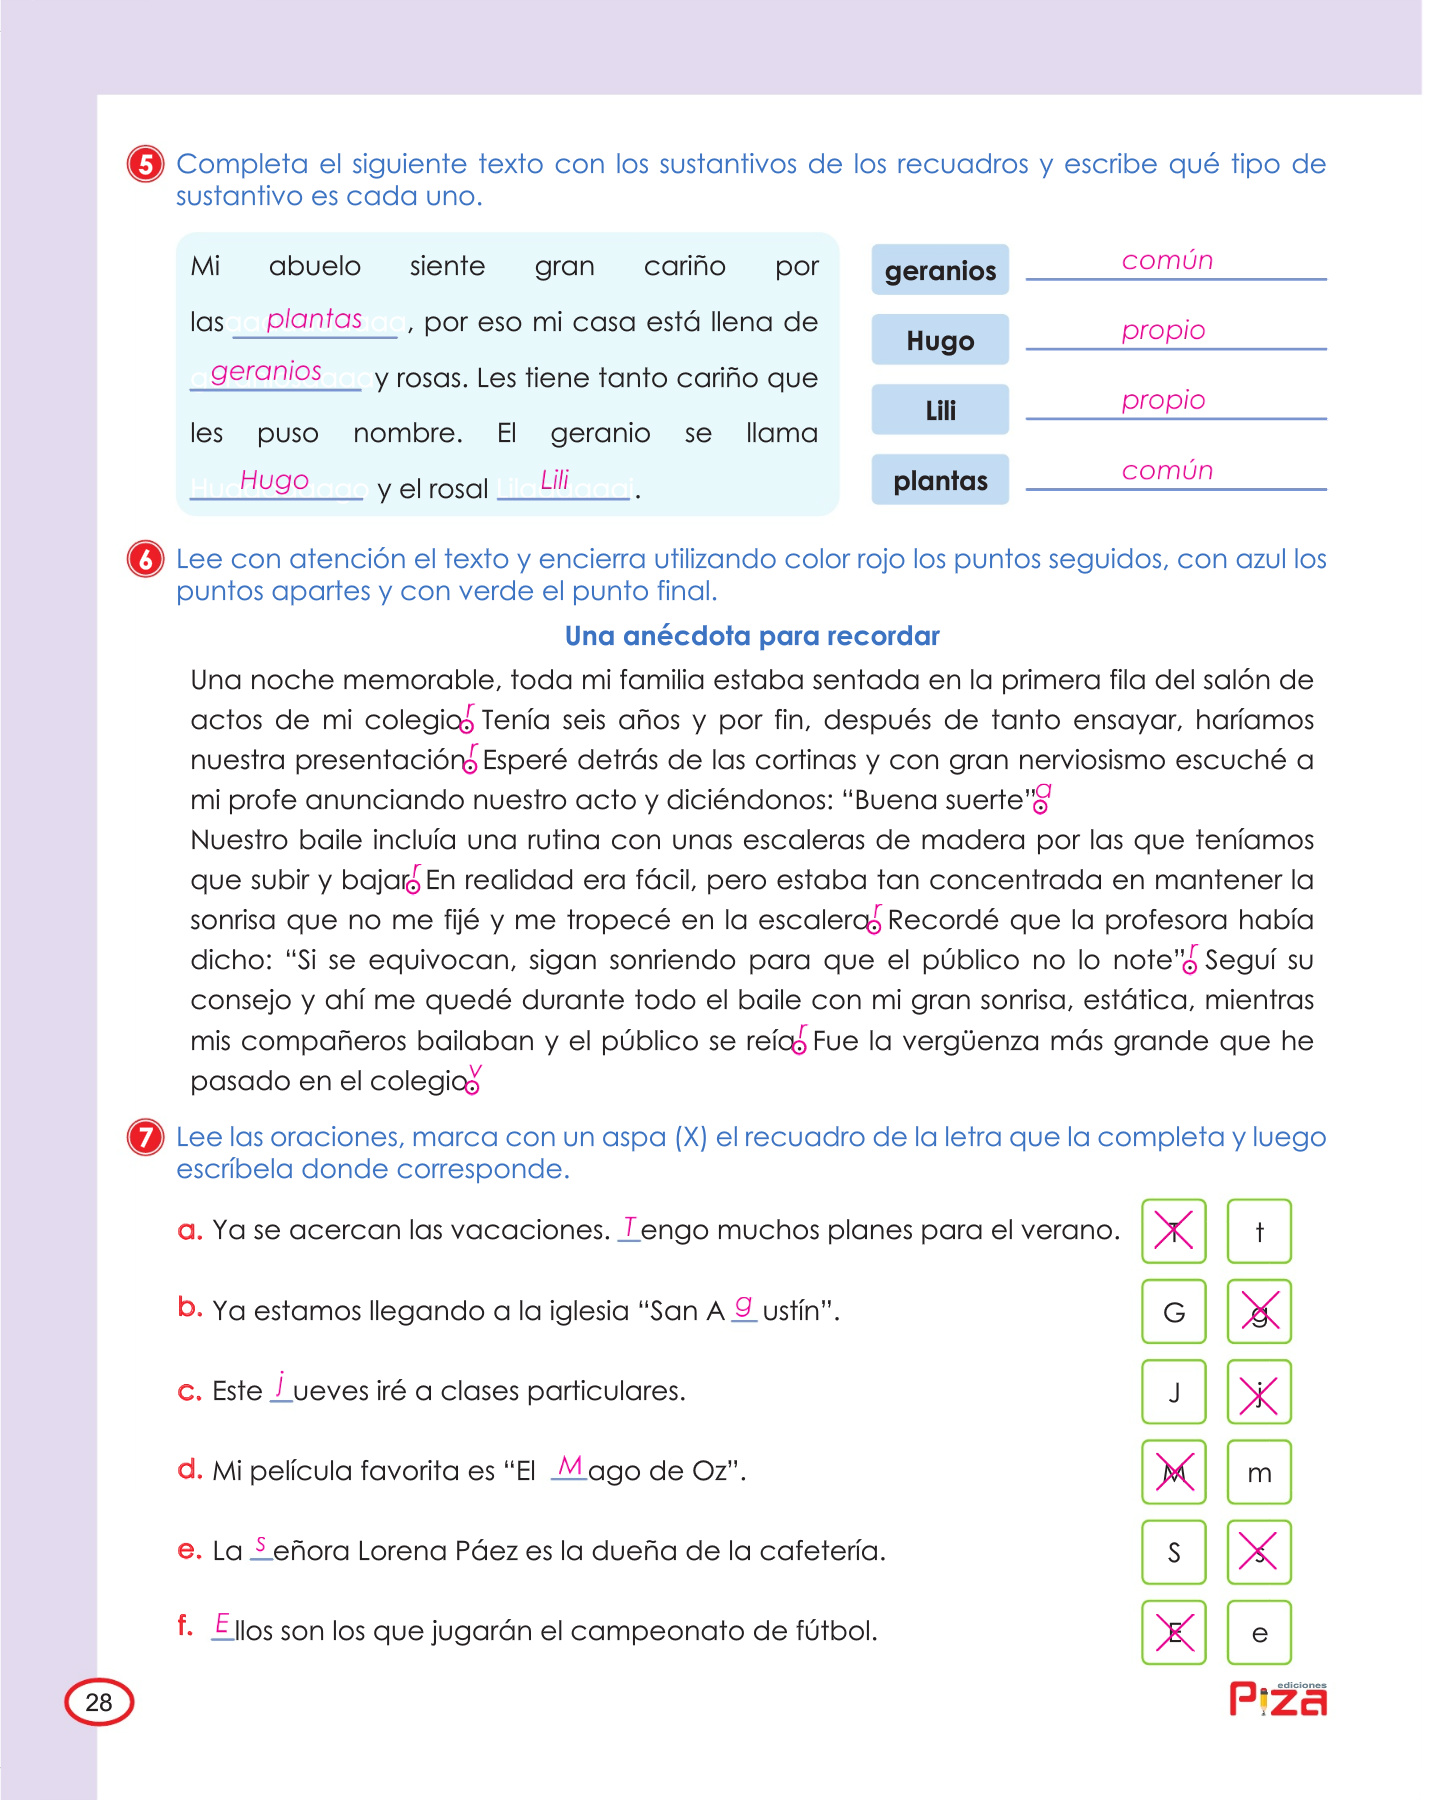 5 Completa el siguiente texto con los sustantivos de los recuadros y escribe qué tipo de
sustantivo es cada uno.
Mi abuelo siente gran cariño por
las plantas, por eso mi casa está llena de
geranios y rosas. Les tiene tanto cariño que
les puso nombre. El geranio se llama
Hugo y el rosal Lili.
geranios común
Hugo propio
Lili propio
plantas común
6 Lee con atención el texto y encierra utilizando color rojo los puntos seguidos, con azul los
puntos apartes y con verde el punto final.
Una anécdota para recordar
Una noche memorable, toda mi familia estaba sentada en la primera fila del salón de
actos de mi colegio. r Tenía seis años y por fin, después de tanto ensayar, haríamos
nuestra presentación. r Esperé detrás de las cortinas y con gran nerviosismo escuché a
mi profe anunciando nuestro acto y diciéndonos: “Buena suerte”. a
Nuestro baile incluía una rutina con unas escaleras de madera por las que teníamos
que subir y bajar. r En realidad era fácil, pero estaba tan concentrada en mantener la
sonrisa que no me fijé y me tropecé en la escalera. r Recordé que la profesora había
dicho: “Si se equivocan, sigan sonriendo para que el público no lo note”. r Seguí su
consejo y ahí me quedé durante todo el baile con mi gran sonrisa, estática, mientras
mis compañeros bailaban y el público se reía. r Fue la vergüenza más grande que he
pasado en el colegio. v
7 Lee las oraciones, marca con un aspa (X) el recuadro de la letra que la completa y luego
escríbela donde corresponde.
a. Ya se acercan las vacaciones. Tengo muchos planes para el verano. T t
b. Ya estamos llegando a la iglesia “San A g ustín”. G g
c. Este jueves iré a clases particulares. J j
d. Mi película favorita es “El Mago de Oz”. M m
e. La señora Lorena Páez es la dueña de la cafetería. S s
f. Ellos son los que jugarán el campeonato de fútbol. E e
28
ediciones
Piza